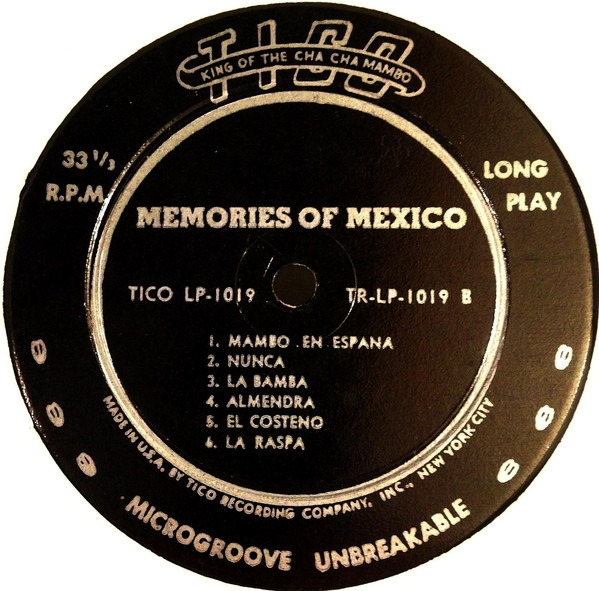 TICO
KING OF THE CHA CHA MAMBO
33 1/3
R.P.M.
LONG
PLAY
MEMORIES OF MEXICO
TICO LP-1019
TR-LP-1019 B
1. MAMBO EN ESPANA
2. NUNCA
3. LA BAMBA
4. ALMENDRA
5. EL COSTENO
6. LA RASPA
MADE IN U.S.A. BY TICO RECORDING COMPANY, INC., NEW YORK CITY
MICROGROOVE UNBREAKABLE